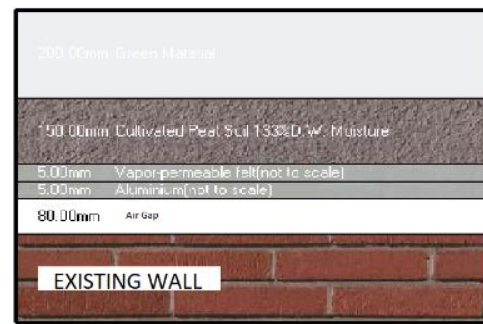 200.00mm Green Material
150.00mm Cultivated Peat Soil 133%D.W. Moisture
5.00mm Vapor-permeable felt(not to scale)
5.00mm Aluminium(not to scale)
80.00mm Air Gap
EXISTING WALL